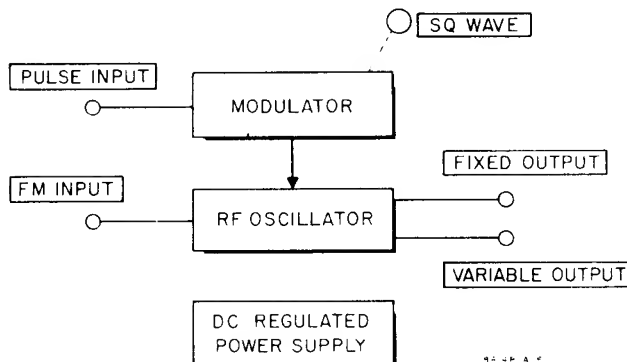 SQ WAVE
PULSE INPUT
MODULATOR
FIXED OUTPUT
FM INPUT
RF OSCILLATOR
VARIABLE OUTPUT
DC REGULATED
POWER SUPPLY